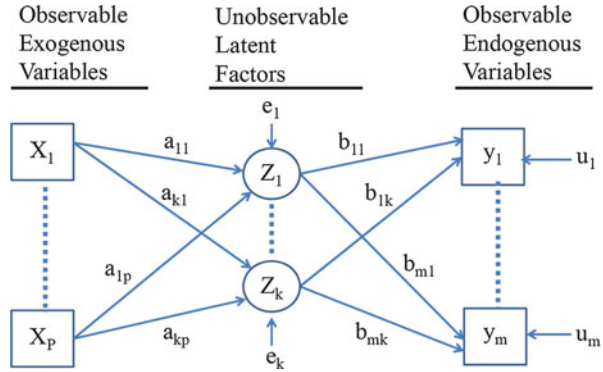 Observable
Exogenous
Variables
Unobservable
Latent
Factors
Observable
Endogenous
Variables
X1
XP
a11
ak1
a1p
akp
e1
Z1
Zk
ek
b11
b1k
bm1
bmk
y1
ym
u1
um